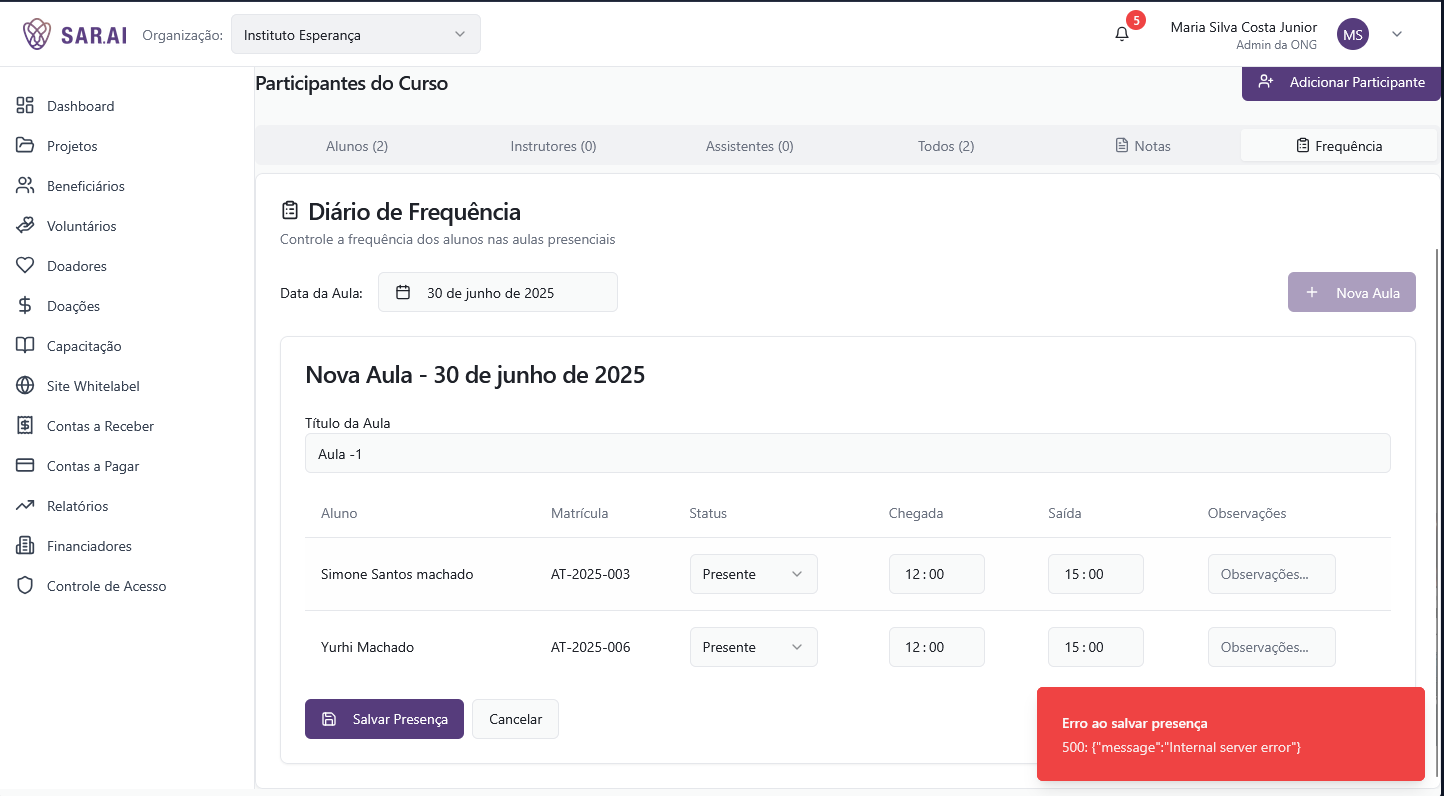 SAR.AI
Organização:
Instituto Esperança
5
Maria Silva Costa Junior
Admin da ONG
MS
Dashboard
Projetos
Beneficiários
Voluntários
Doadores
Doações
Capacitação
Site Whitelabel
Contas a Receber
Contas a Pagar
Relatórios
Financiadores
Controle de Acesso
Participantes do Curso
Adicionar Participante
Alunos (2) Instrutores (0) Assistentes (0) Todos (2) Notas Frequência
Diário de Frequência
Controle a frequência dos alunos nas aulas presenciais
Data da Aula: 30 de junho de 2025
Nova Aula
Nova Aula - 30 de junho de 2025
Título da Aula
Aula -1
Aluno Matrícula Status Chegada Saída Observações
Simone Santos machado AT-2025-003 Presente 12:00 15:00 Observações...
Yurhi Machado AT-2025-006 Presente 12:00 15:00 Observações...
Salvar Presença Cancelar
Erro ao salvar presença
500: {"message":"Internal server error"}